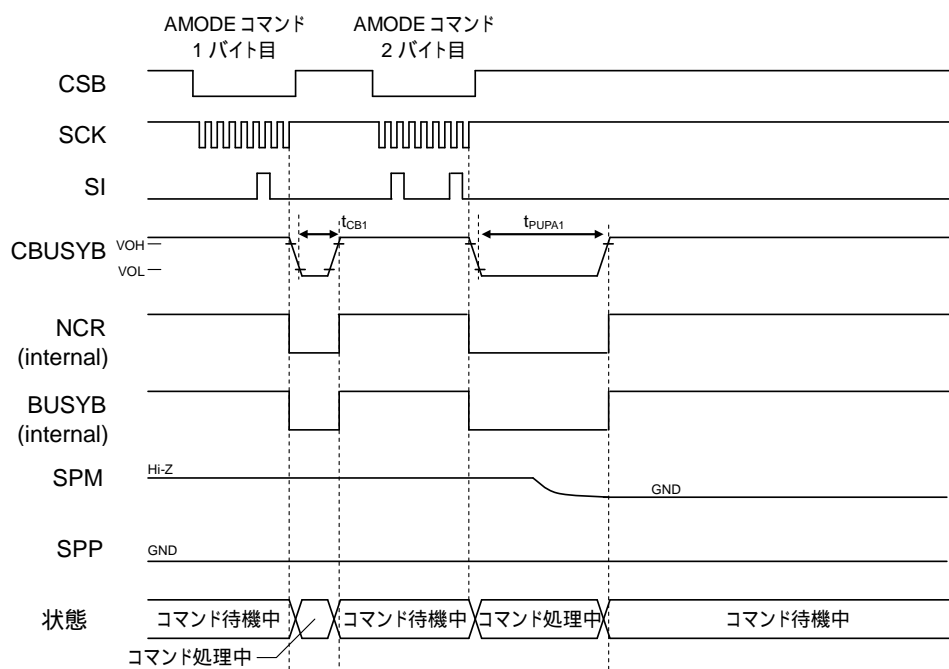 AMODE コマンド
1 バイト目
AMODE コマンド
2 バイト目
CSB
SCK
SI
tCB1
tPUPA1
CBUSYB
VOH
VOL
NCR
(internal)
BUSYB
(internal)
SPM
Hi-Z
GND
SPP
GND
状態
コマンド待機中
コマンド待機中
コマンド処理中
コマンド待機中
コマンド処理中